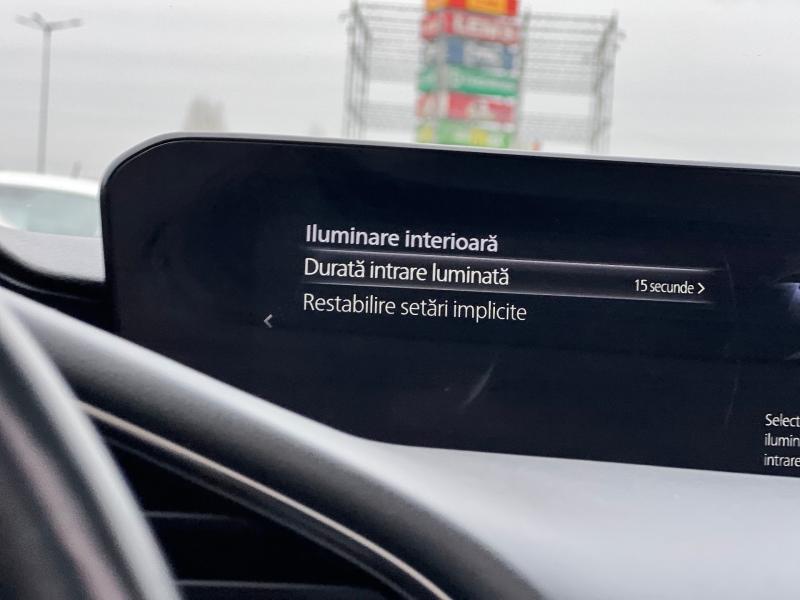 Iluminare interioară
Durată intrare luminată
15 secunde >
Restabilire setări implicite
<
Select
ilumin
intrare